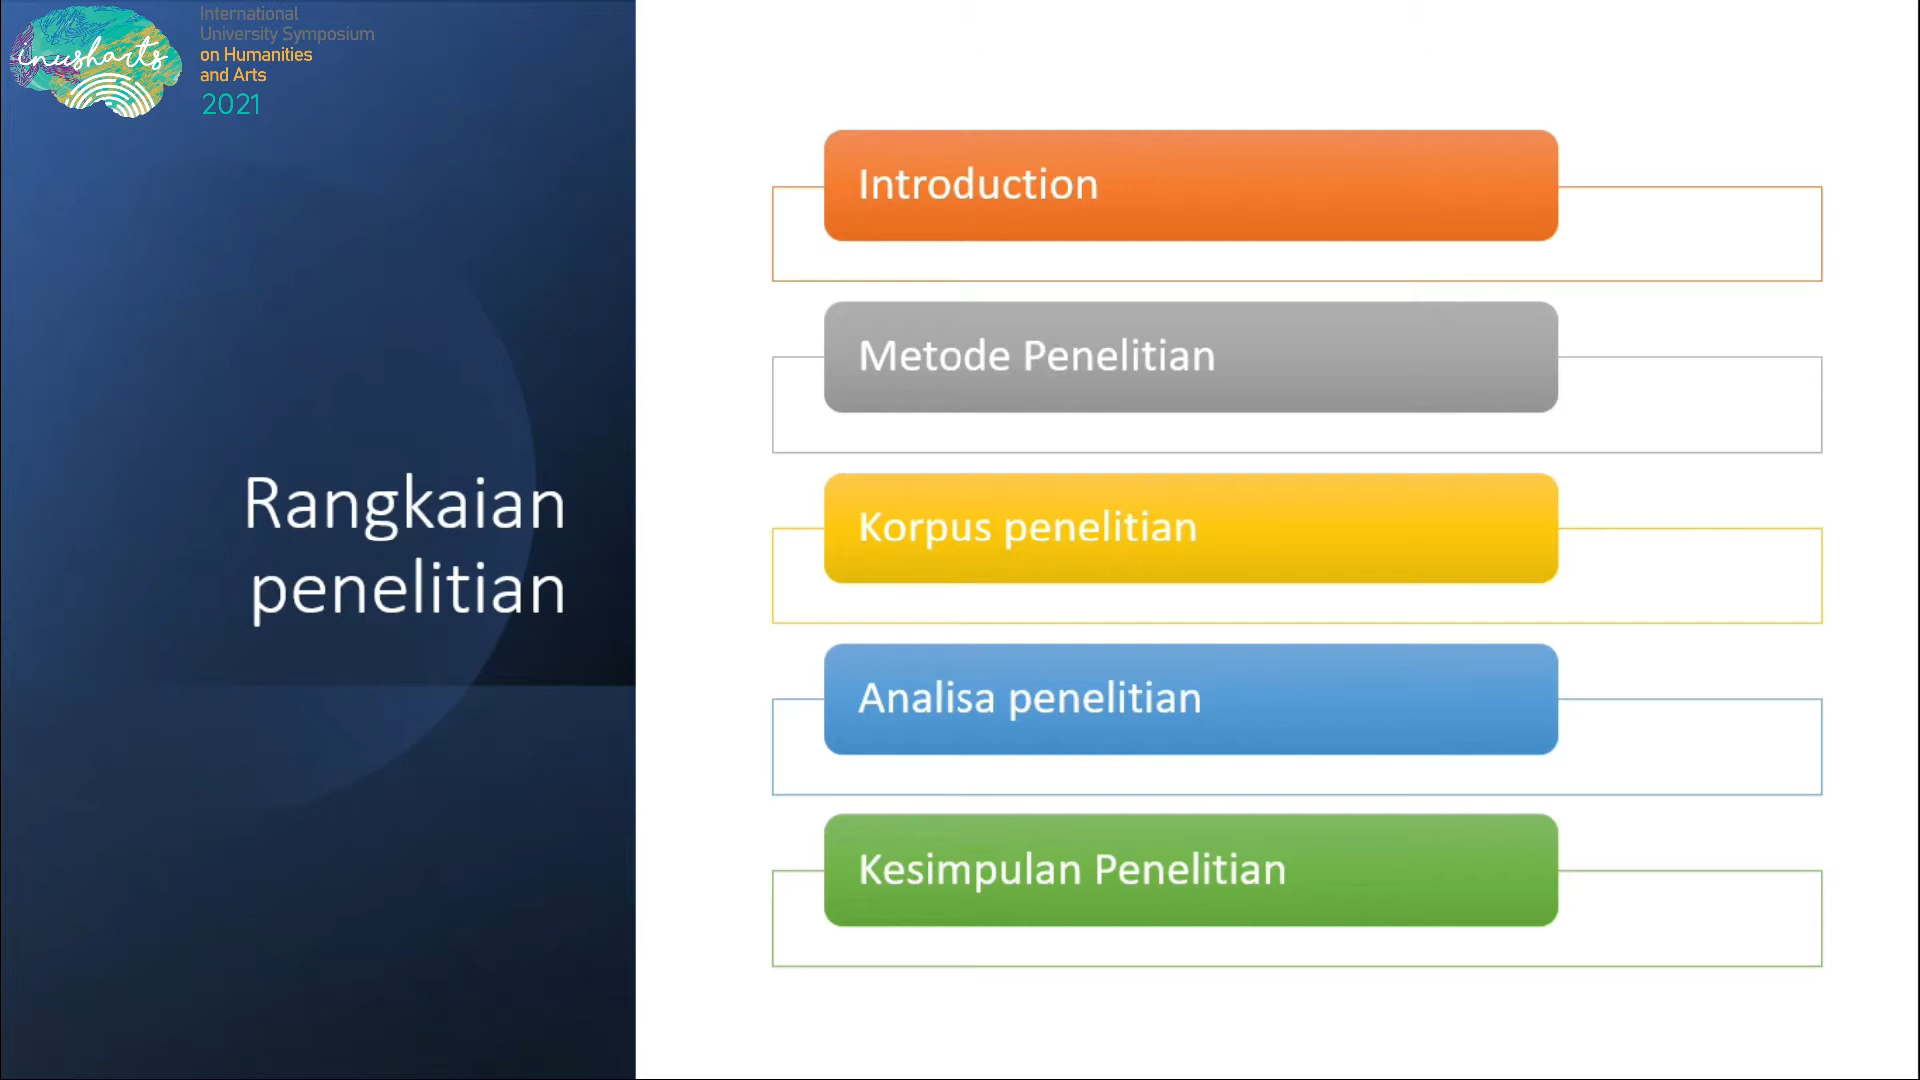 inusharts
International
University Symposium
on Humanities
and Arts
2021
Rangkaian
penelitian
Introduction
Metode Penelitian
Korpus penelitian
Analisa penelitian
Kesimpulan Penelitian